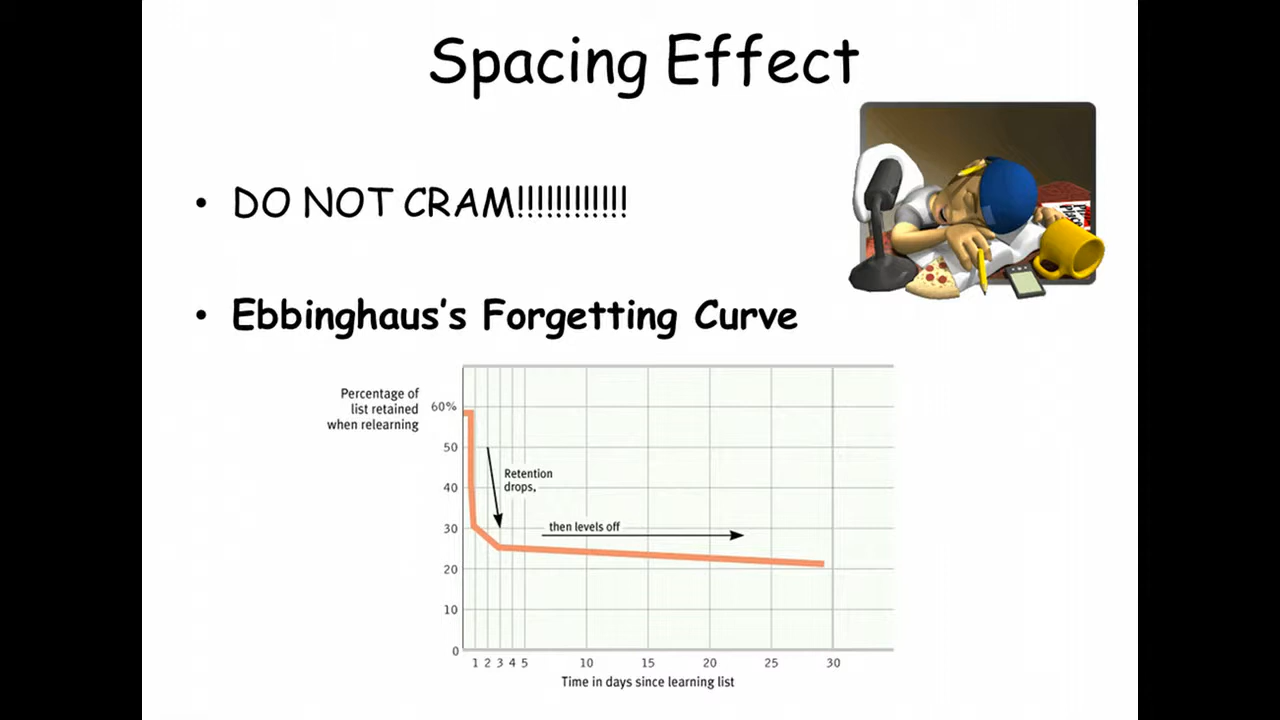 Spacing Effect
• DO NOT CRAM!!!!!!!!!!!!
• Ebbinghaus’s Forgetting Curve
Percentage of
list retained
when relearning
60%
50
40
30
20
10
0
Retention
drops,
then levels off
1 2 3 4 5 10 15 20 25 30
Time in days since learning list